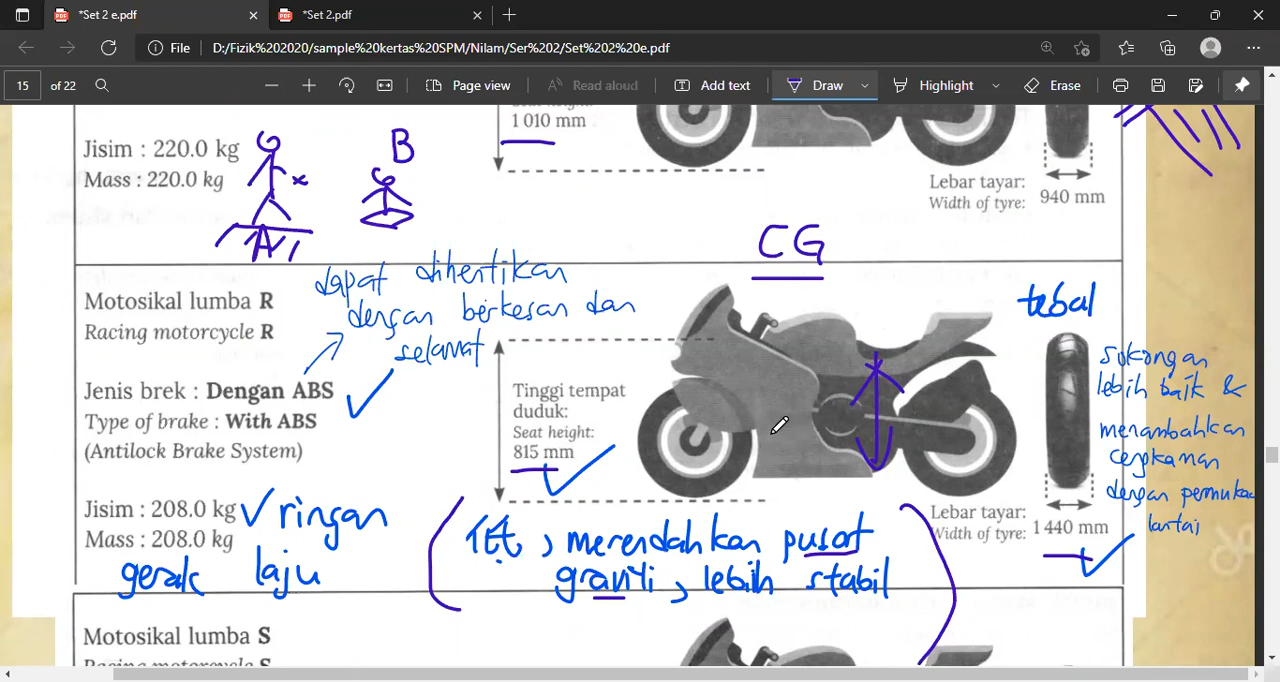 *Set 2 e.pdf
*Set 2.pdf
File
D:/Fizik%202020/sample%20kertas%20SPM/Nilam/Ser%202/Set%202%20e.pdf
15
of 22
Page view
Read aloud
Add text
Draw
Highlight
Erase
1 010 mm
Jisim : 220.0 kg
Mass : 220.0 kg
A
B
Lebar tayar:
Width of tyre:
940 mm
CG
Motosikal lumba R
Racing motorcycle R
dapat dihentikan
dengan berkesan dan
selamat
Jenis brek : Dengan ABS
Type of brake : With ABS
(Antilock Brake System)
Tinggi tempat
duduk:
Seat height:
815 mm
tebal
sokongan
lebih baik &
menambahkan
cengkaman
dengan permukaan
lantai
Jisim : 208.0 kg
Mass : 208.0 kg
ringan
gerak laju
Lebar tayar:
Width of tyre:
1 440 mm
, merendahkan pusat
graviti, lebih stabil
Motosikal lumba S